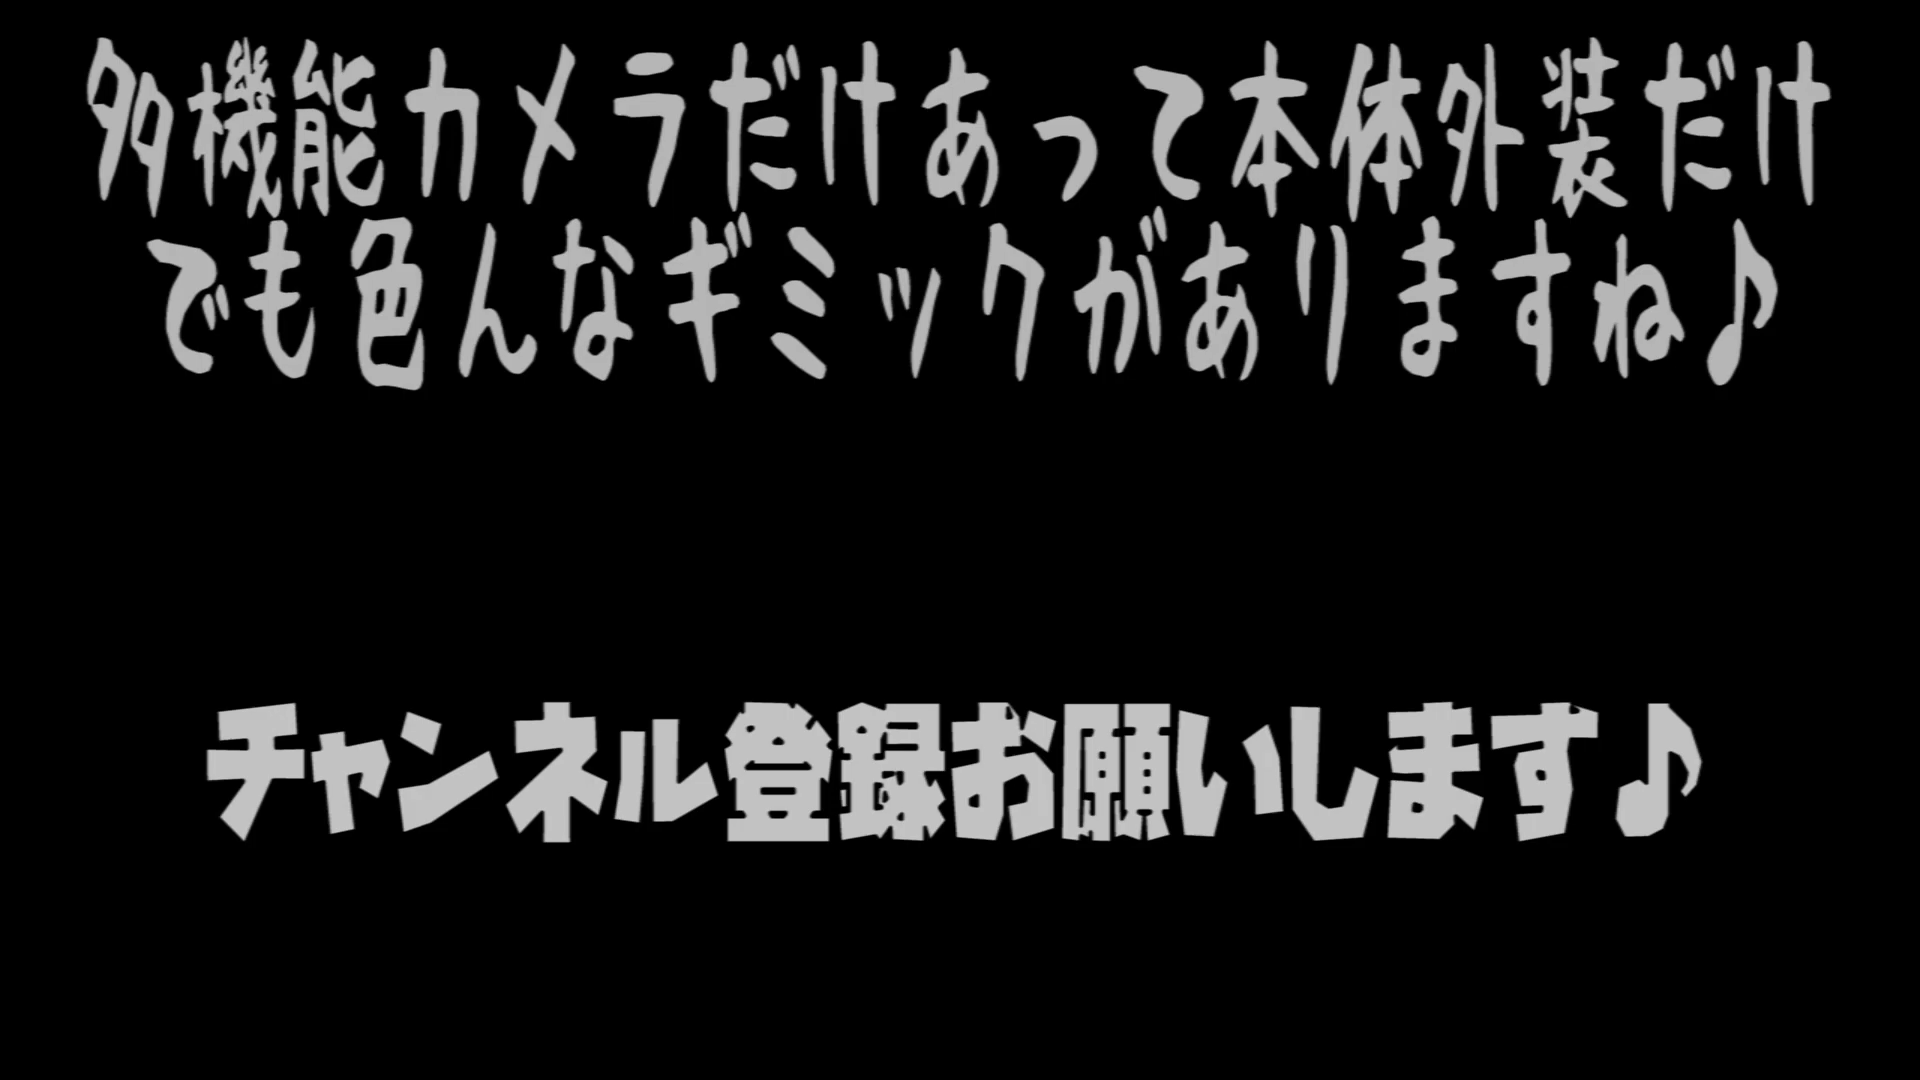 多機能カメラだけあって本体外装だけ
でも色んなギミックがありますね♪
チャンネル登録お願いします♪